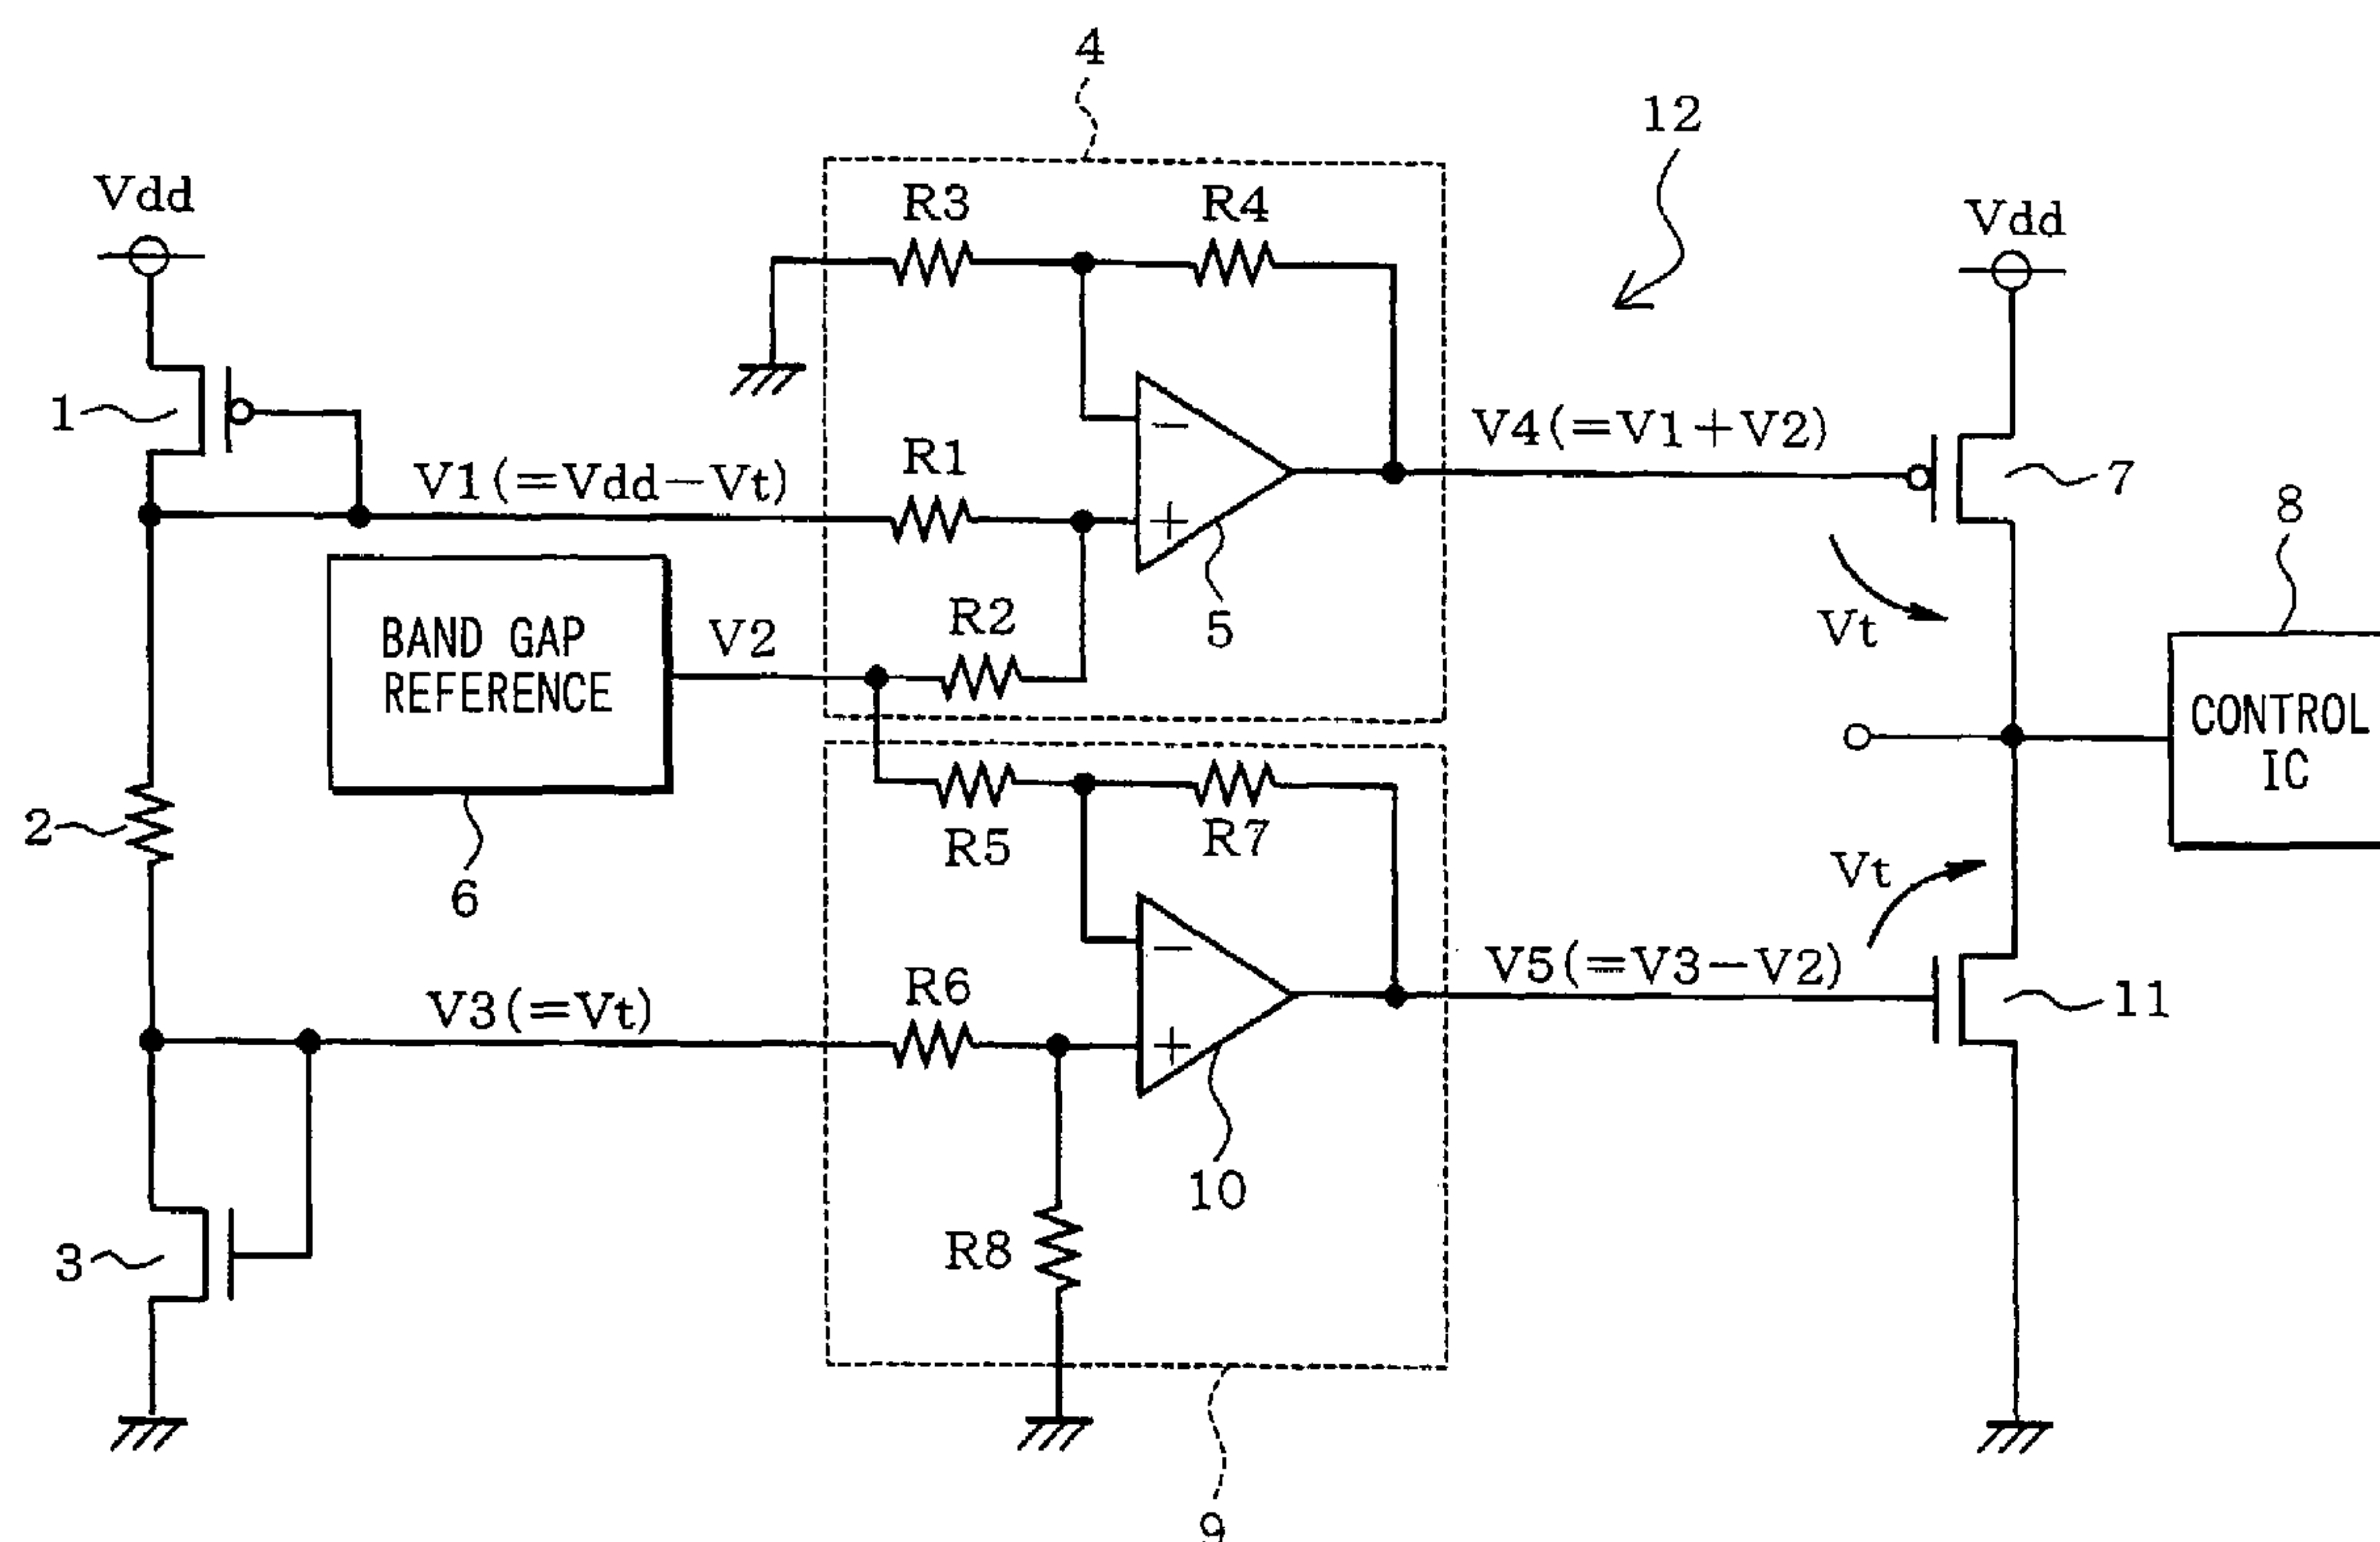 4
12
Vdd
R3
R4
Vdd
1
V1(=Vdd-Vt)
R1
-
+
5
V4(=V1+V2)
7
8
BAND GAP
REFERENCE
V2
R2
Vt
CONTROL
IC
2
6
R5
R7
Vt
V3(=Vt)
R6
-
+
10
V5(=V3-V2)
11
3
R8
9